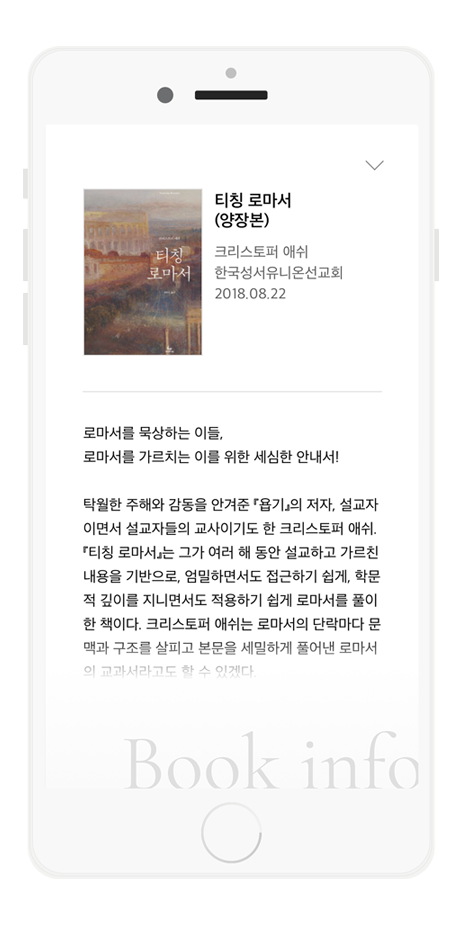 티칭 로마서
(양장본)
크리스토퍼 애쉬
한국성서유니온선교회
2018.08.22
티칭
로마서
로마서를 묵상하는 이들,
로마서를 가르치는 이를 위한 세심한 안내서!
탁월한 주해와 감동을 안겨준 『욥기』의 저자, 설교자
이면서 설교자들의 교사이기도 한 크리스토퍼 애쉬.
『티칭 로마서』는 그가 여러 해 동안 설교하고 가르친
내용을 기반으로, 엄밀하면서도 접근하기 쉽게, 학문
적 깊이를 지니면서도 적용하기 쉽게 로마서를 풀이
한 책이다. 크리스토퍼 애쉬는 로마서의 단락마다 문
맥과 구조를 살피고 본문을 세밀하게 풀어낸 로마서
의 교과서라고도 할 수 있겠다.
Book info